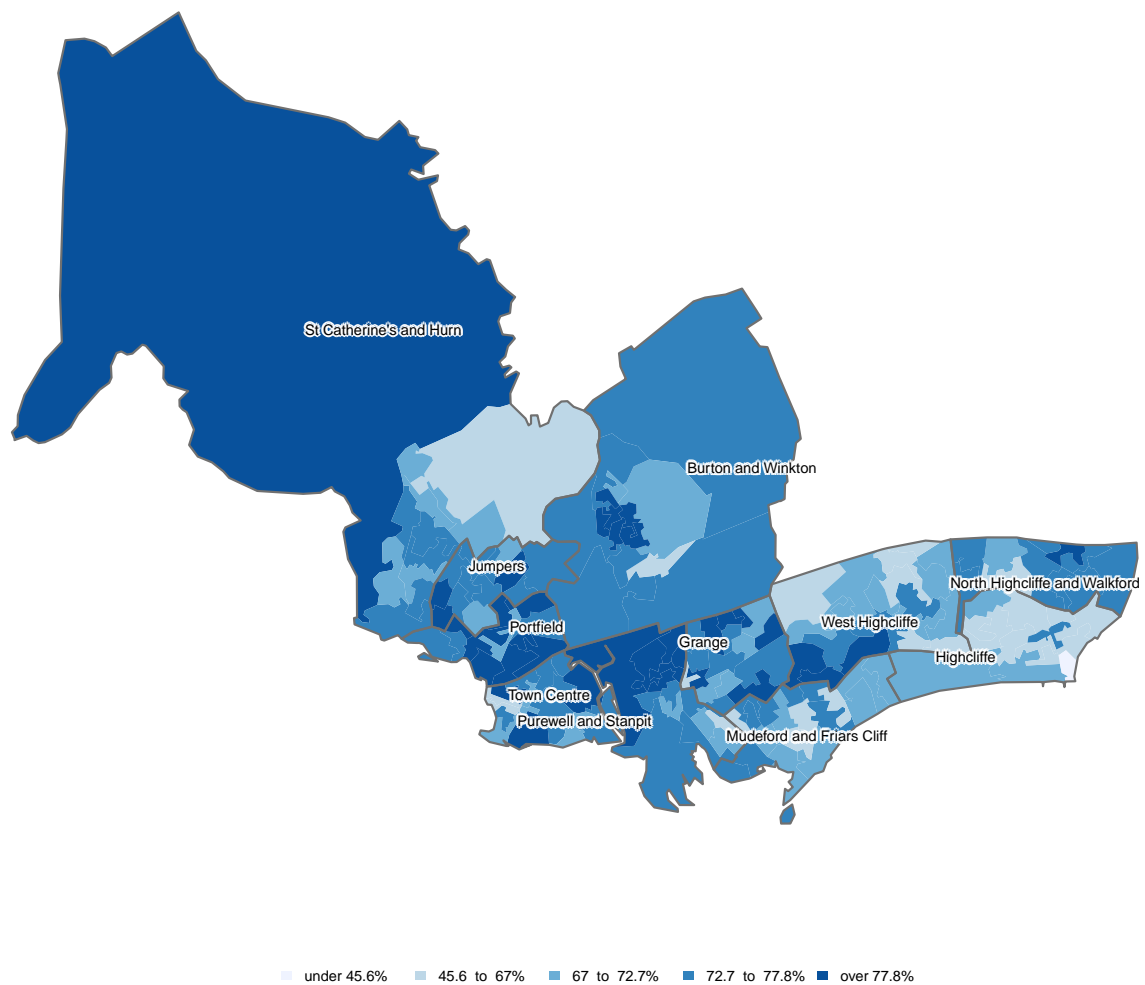 St Catherine's and Hurn
Burton and Winkton
Jumpers
North Highcliffe and Walkford
West Highcliffe
Portfield
Grange
Highcliffe
Town Centre
Purewell and Stanpit
Mudeford and Friars Cliff
under 45.6%
45.6 to 67%
67 to 72.7%
72.7 to 77.8%
over 77.8%